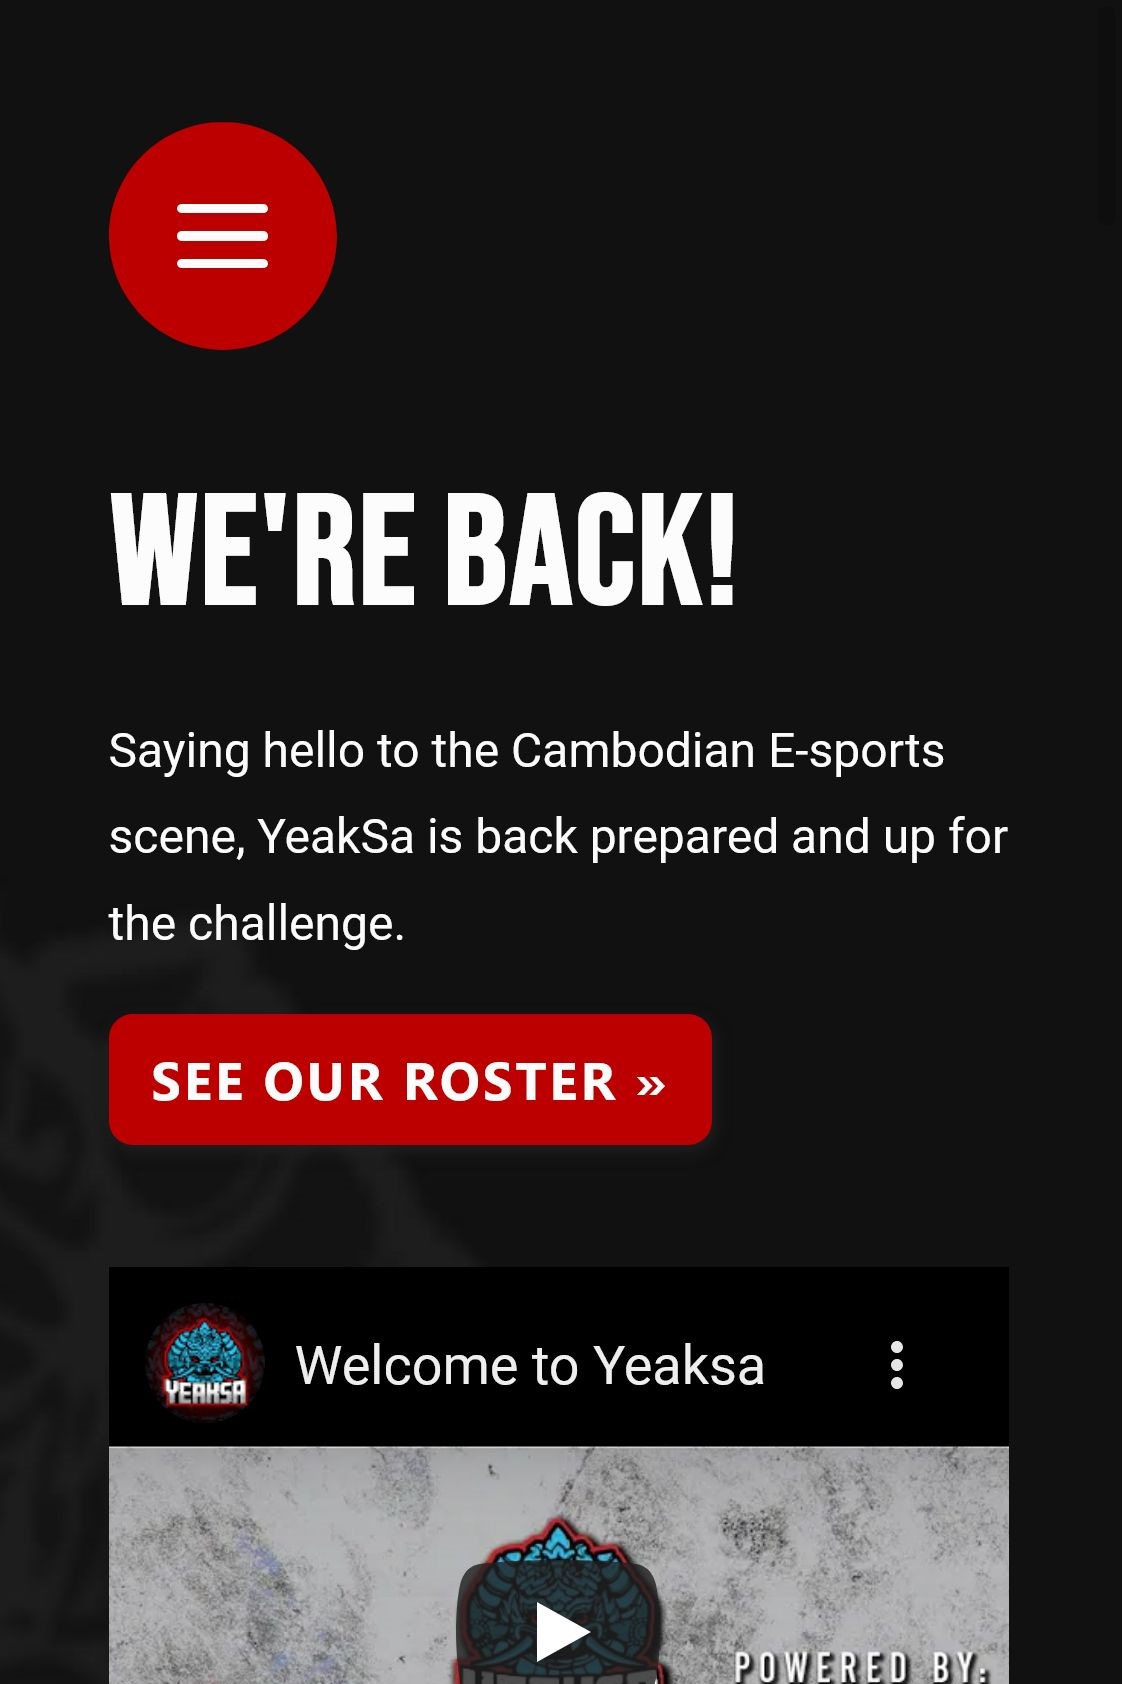 WE'RE BACK!
Saying hello to the Cambodian E-sports
scene, YeakSa is back prepared and up for
the challenge.
SEE OUR ROSTER »
YEAKSA
Welcome to Yeaksa
POWERED BY: